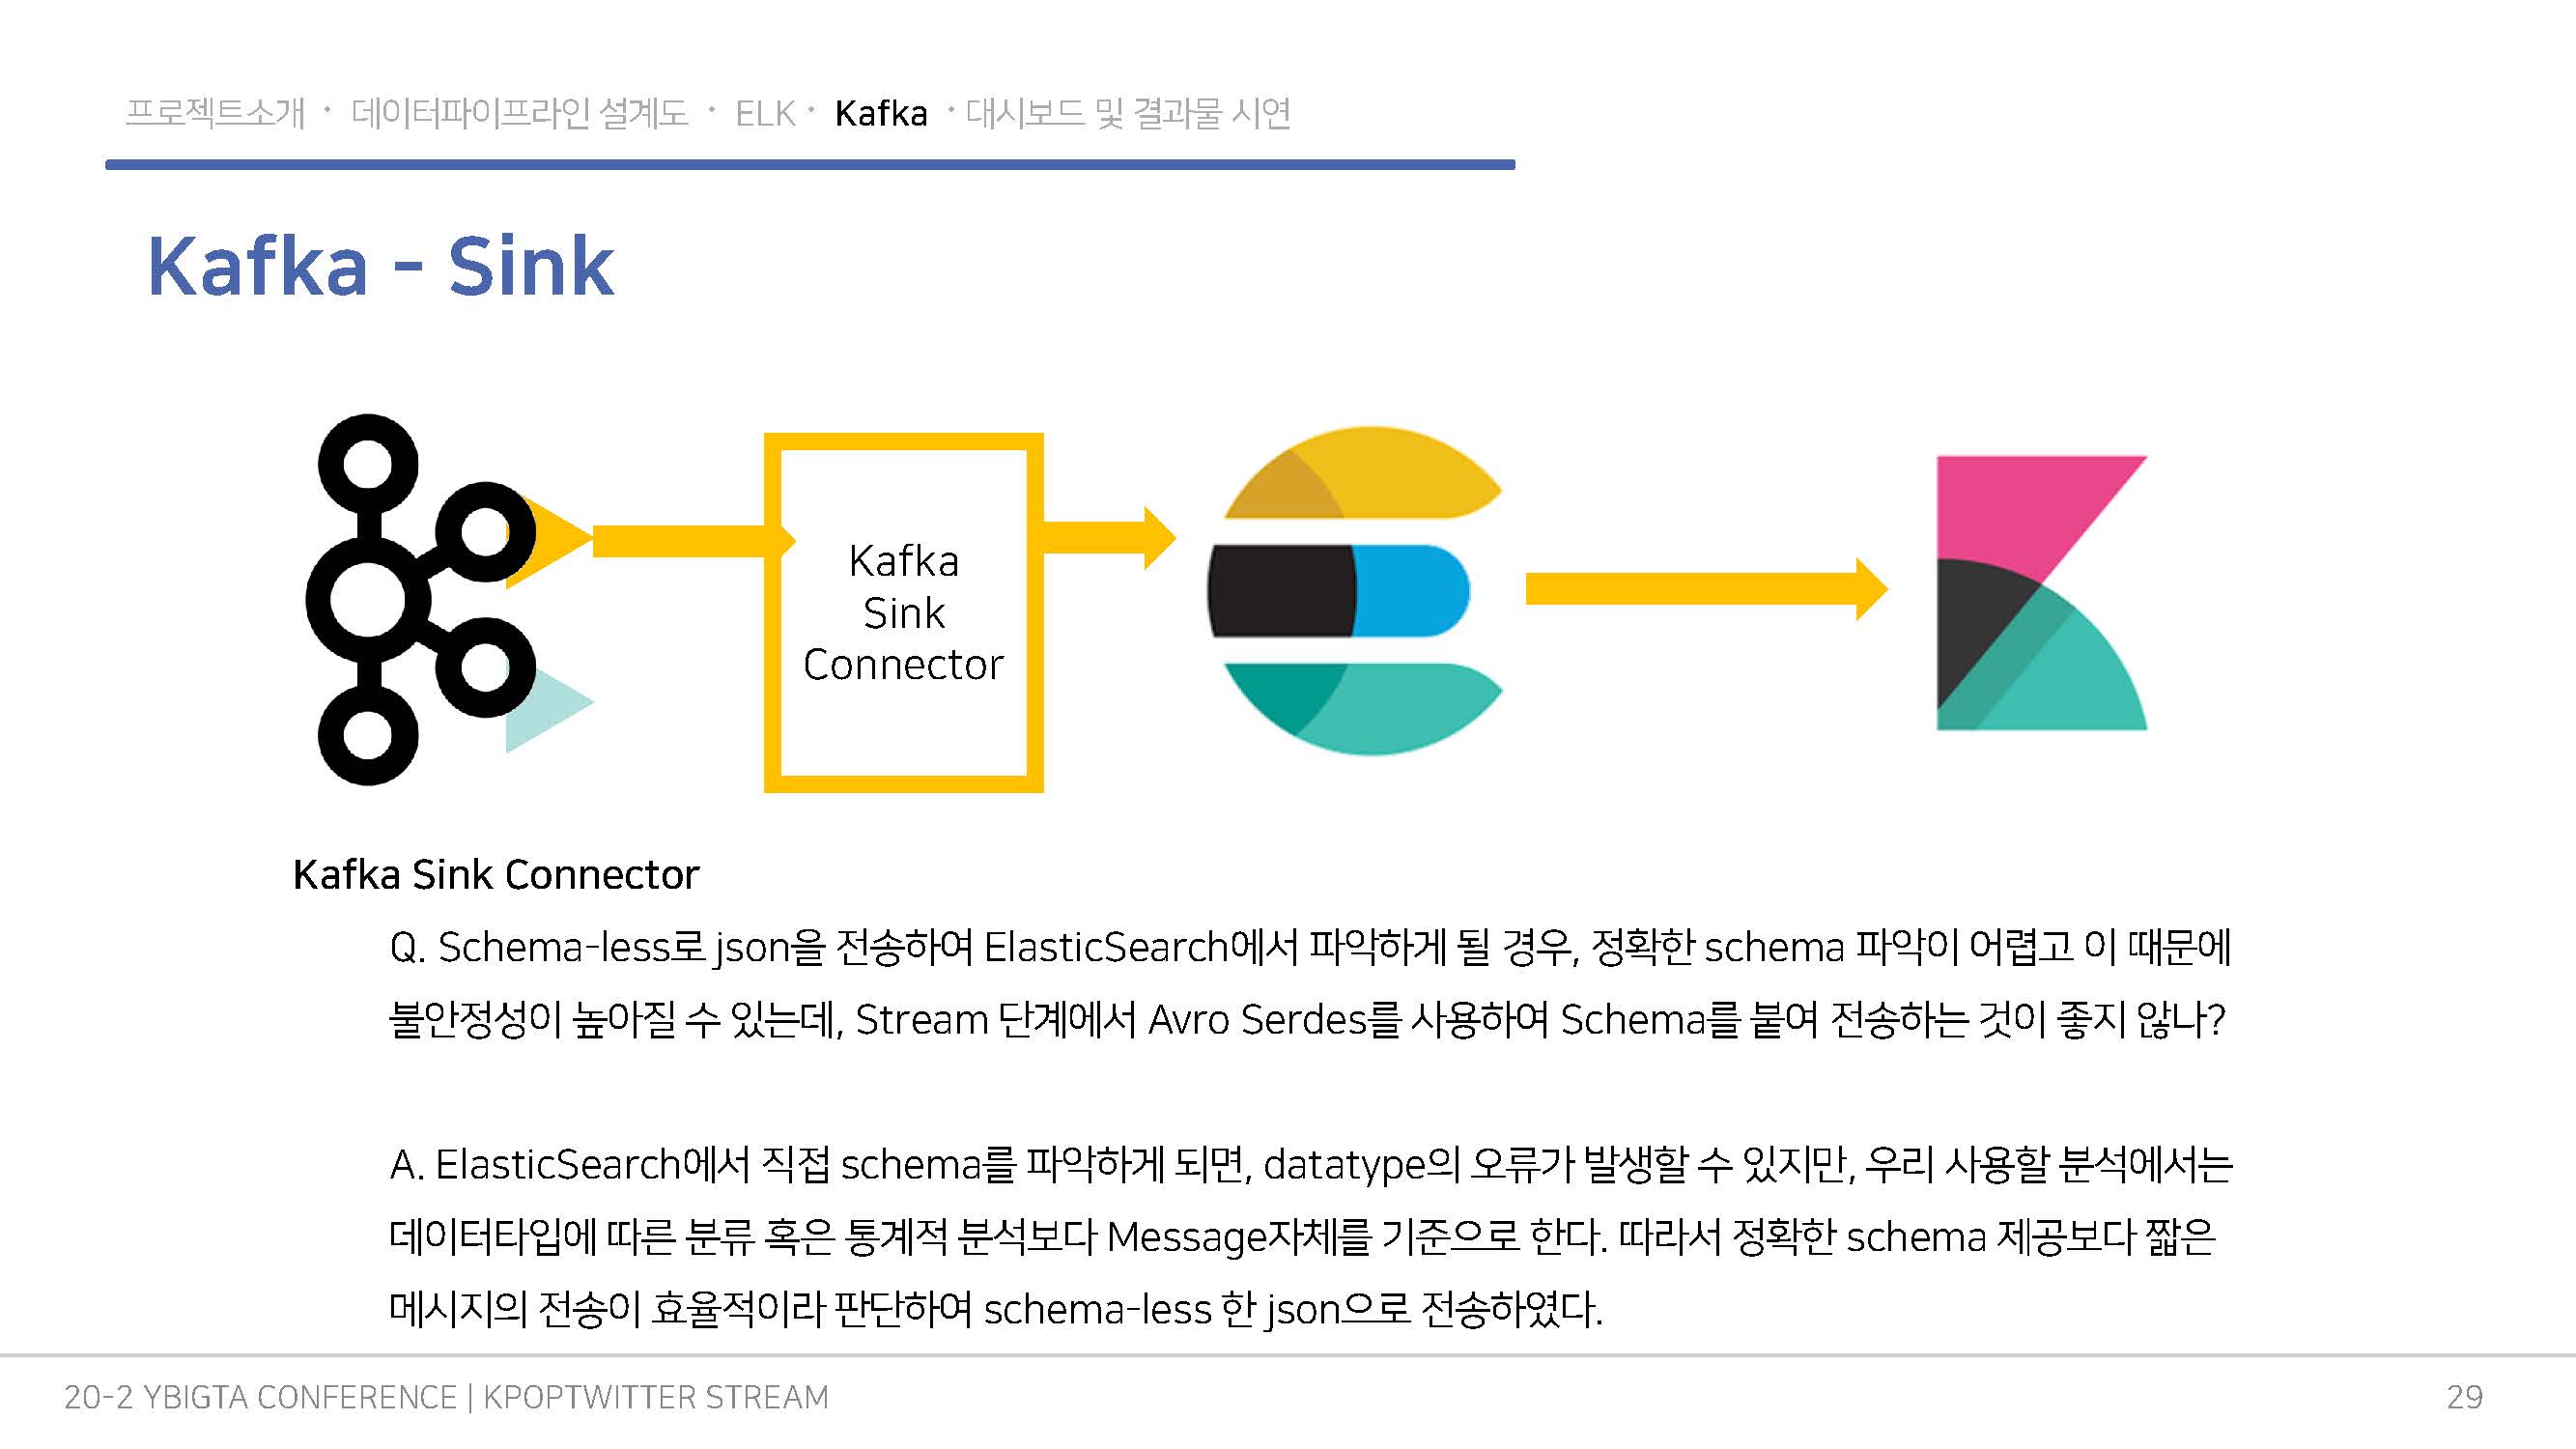 프로젝트소개 · 데이터파이프라인 설계도 · ELK · Kafka · 대시보드 및 결과물 시연
Kafka - Sink
Kafka
Sink
Connector
Kafka Sink Connector
Q. Schema-less로 json을 전송하여 ElasticSearch에서 파악하게 될 경우, 정확한 schema 파악이 어렵고 이 때문에
불안정성이 높아질 수 있는데, Stream 단계에서 Avro Serdes를 사용하여 Schema를 붙여 전송하는 것이 좋지 않나?
A. ElasticSearch에서 직접 schema를 파악하게 되면, datatype의 오류가 발생할 수 있지만, 우리 사용할 분석에서는
데이터타입에 따른 분류 혹은 통계적 분석보다 Message자체를 기준으로 한다. 따라서 정확한 schema 제공보다 짧은
메시지의 전송이 효율적이라 판단하여 schema-less 한 json으로 전송하였다.
20-2 YBIGTA CONFERENCE | KPOPTWITTER STREAM
29